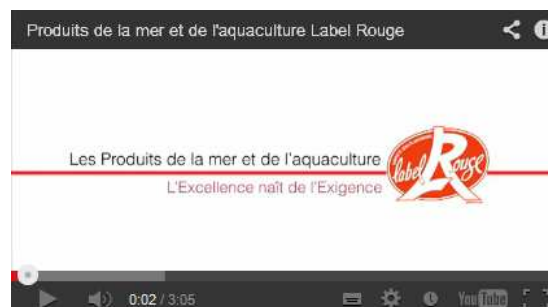 Produits de la mer et de l'aquaculture Label Rouge
Les Produits de la mer et de l'aquaculture
label Rouge
L'Excellence naît de l'Exigence
0:02 / 3:05
YouTube